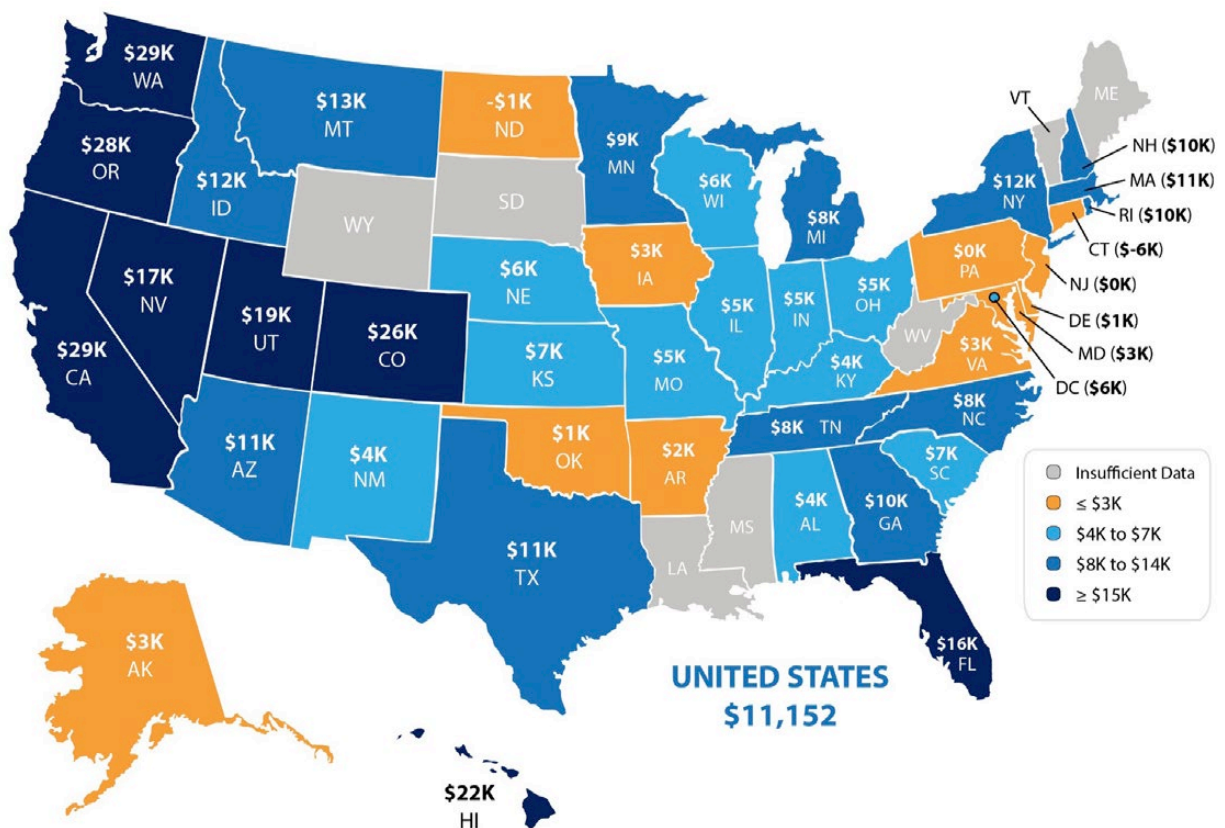 $29K
WA
$28K
OR
$29K
CA
$17K
NV
$12K
ID
$13K
MT
WY
$19K
UT
$26K
CO
$11K
AZ
$4K
NM
-$1K
ND
SD
$6K
NE
$7K
KS
$1K
OK
$11K
TX
$9K
MN
$3K
IA
$5K
MO
$2K
AR
LA
$6K
WI
$5K
IL
$8K
MI
$5K
IN
$5K
OH
$4K
KY
$8K TN
MS
$4K
AL
$10K
GA
$16K
FL
$7K
SC
$8K
NC
$3K
VA
WV
$0K
PA
$12K
NY
VT
ME
NH ($10K)
MA ($11K)
RI ($10K)
CT ($-6K)
NJ ($0K)
DE ($1K)
MD ($3K)
DC ($6K)
Insufficient Data
≤ $3K
$4K to $7K
$8K to $14K
≥ $15K
$3K
AK
$22K
HI
UNITED STATES
$11,152